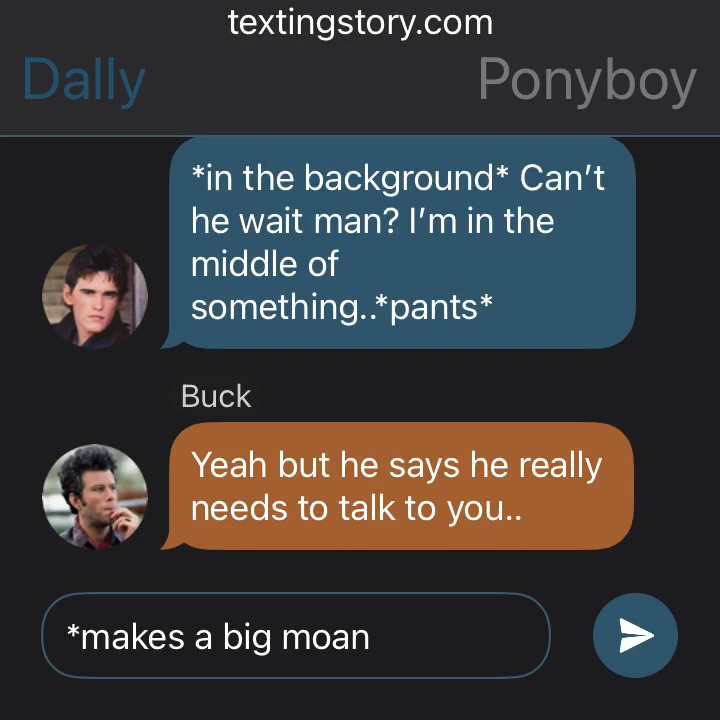 textingstory.com
Dally Ponyboy
*in the background* Can’t
he wait man? I’m in the
middle of
something..*pants*
Buck
Yeah but he says he really
needs to talk to you..
*makes a big moan